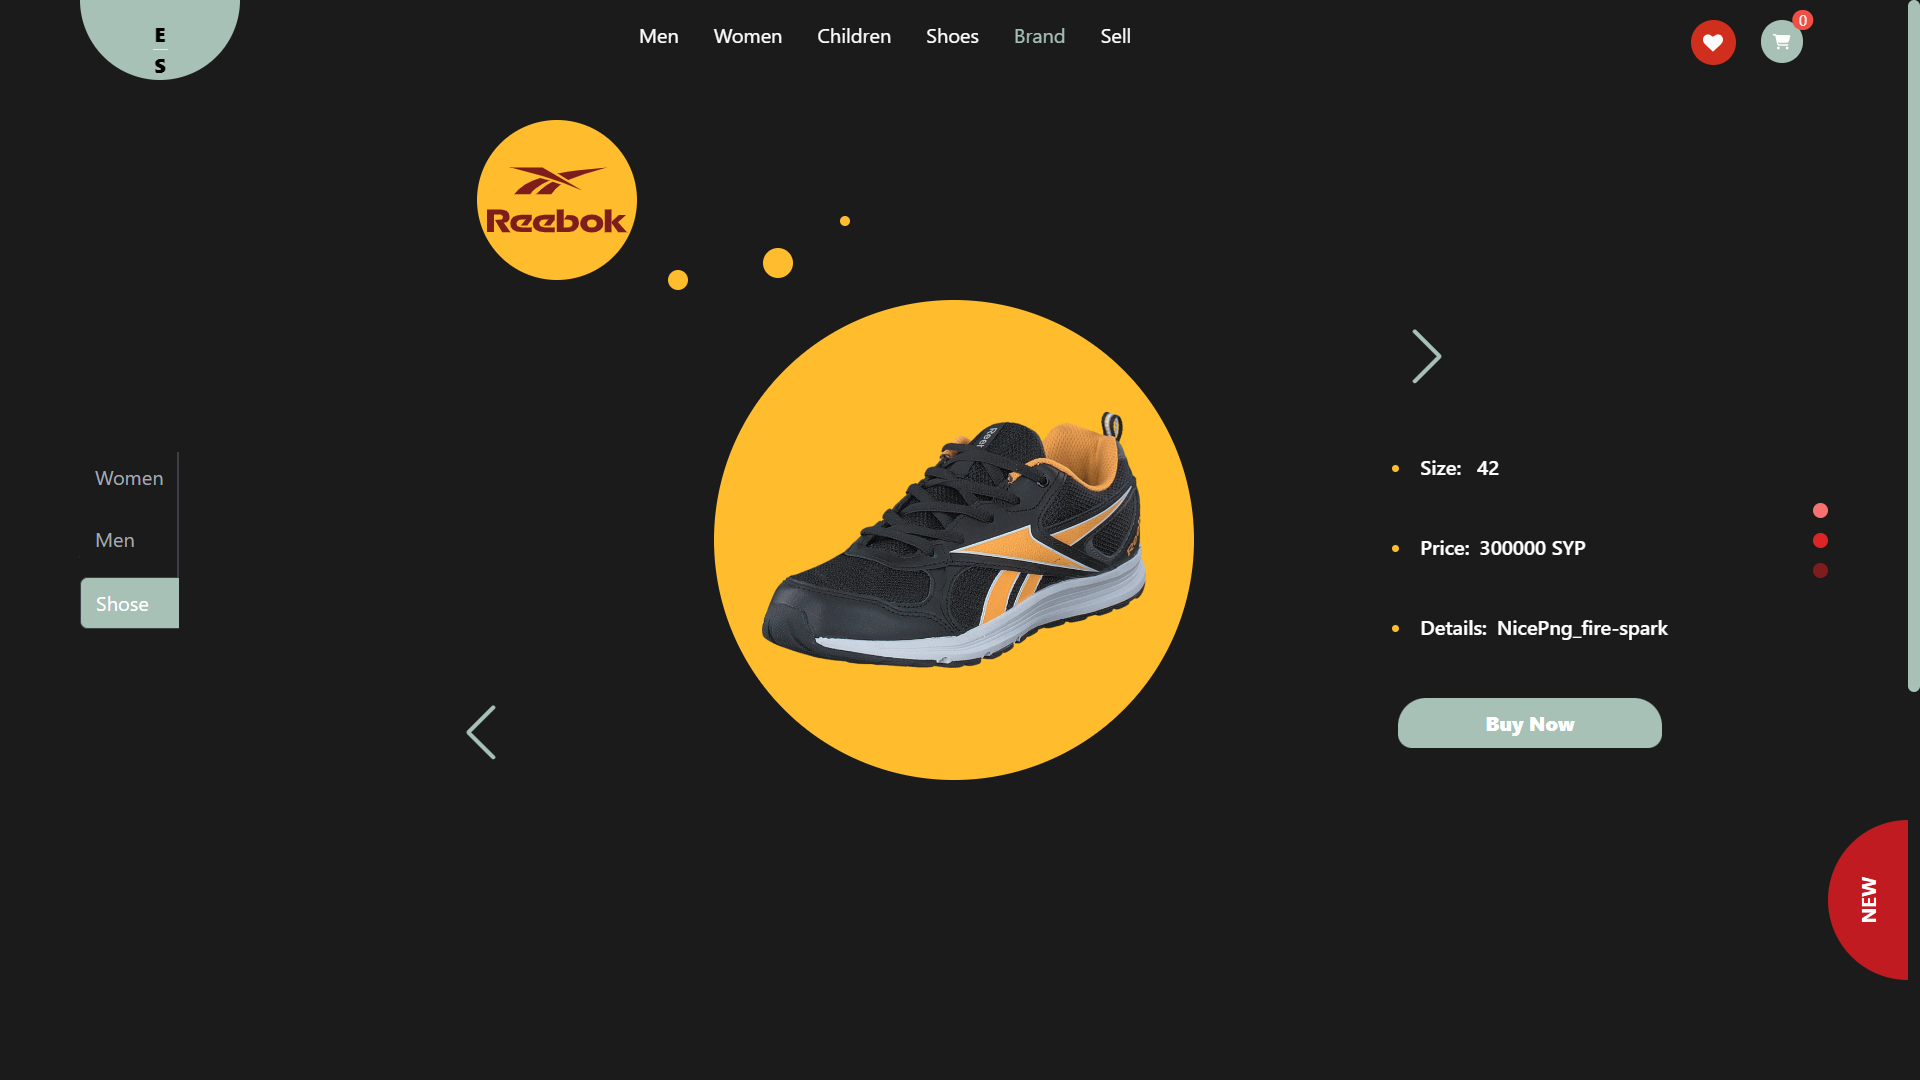 E
S
Men Women Children Shoes Brand Sell
0
Reebok
Women
Men
Shose
Size: 42
Price: 300000 SYP
Details: NicePng_fire-spark
Buy Now
NEW